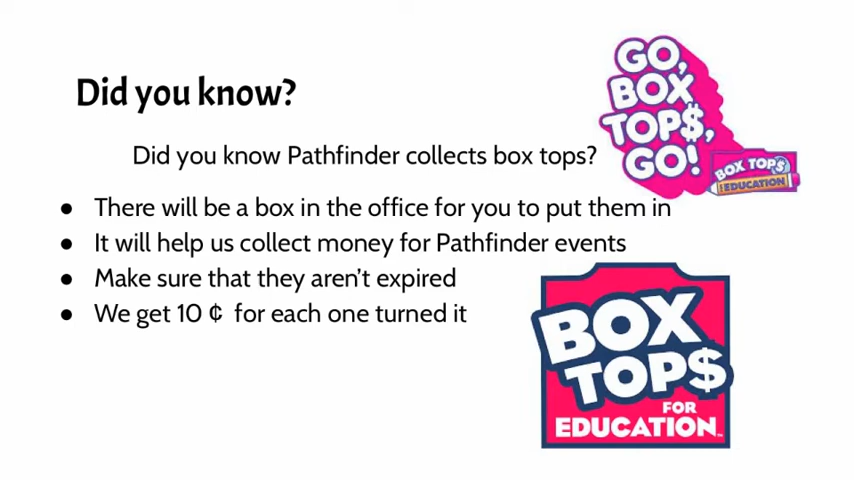 Did you know?
Did you know Pathfinder collects box tops?
● There will be a box in the office for you to put them in
● It will help us collect money for Pathfinder events
● Make sure that they aren't expired
● We get 10 ¢ for each one turned it
GO,
BOX
TOP$,
GO!
BOX TOP$
FOR EDUCATION
BOX
TOP$
FOR
EDUCATION™